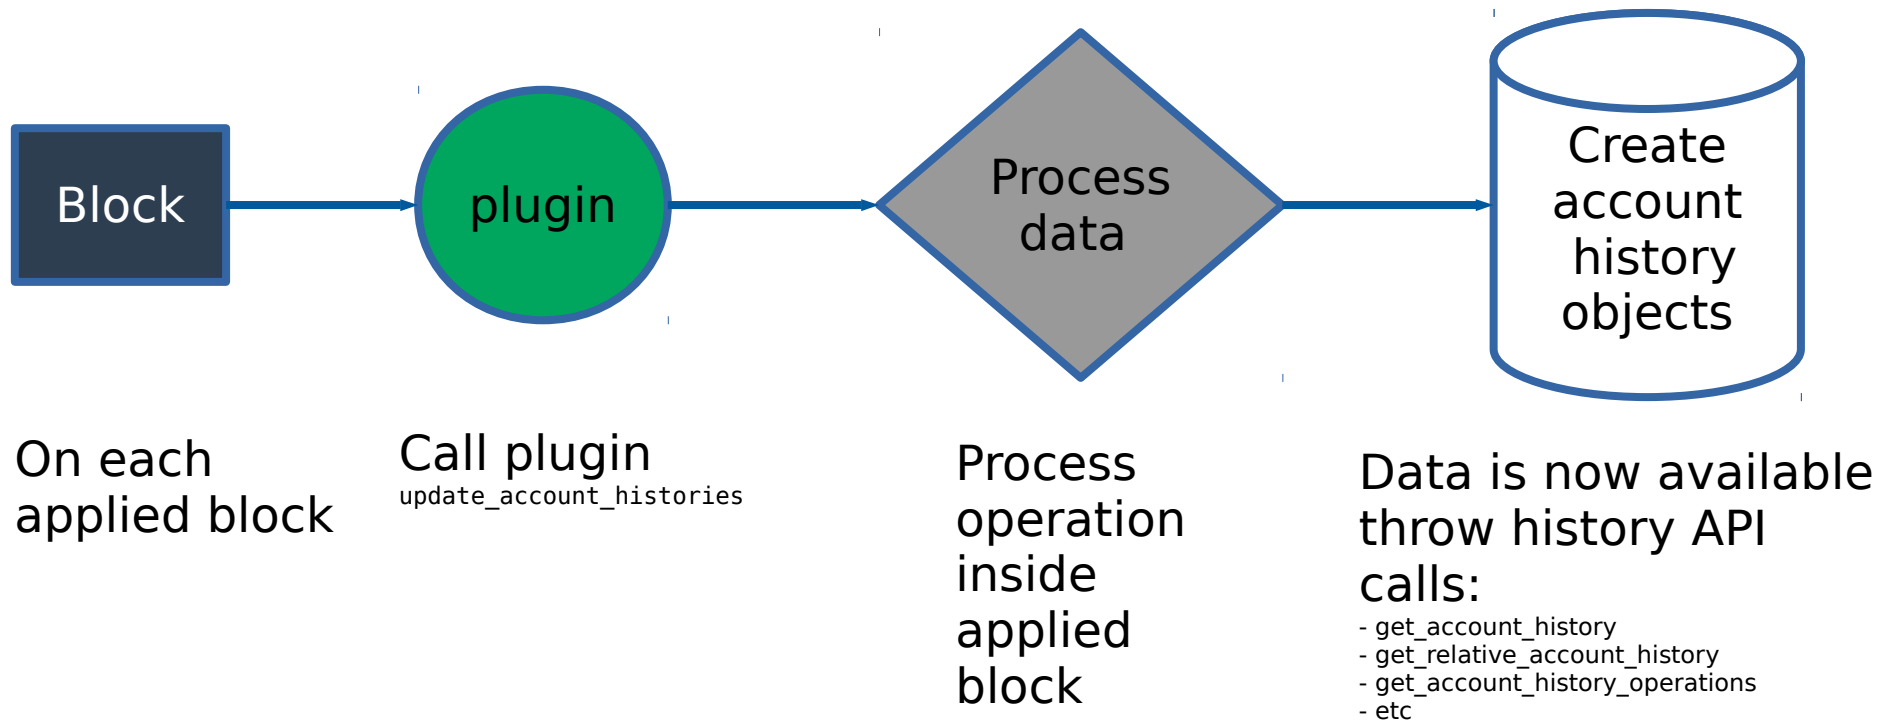 Block
plugin
Process
data
Create
account
history
objects
On each
applied block
Call plugin
update_account_histories
Process
operation
inside
applied
block
Data is now available
throw history API
calls:
- get_account_history
- get_relative_account_history
- get_account_history_operations
- etc